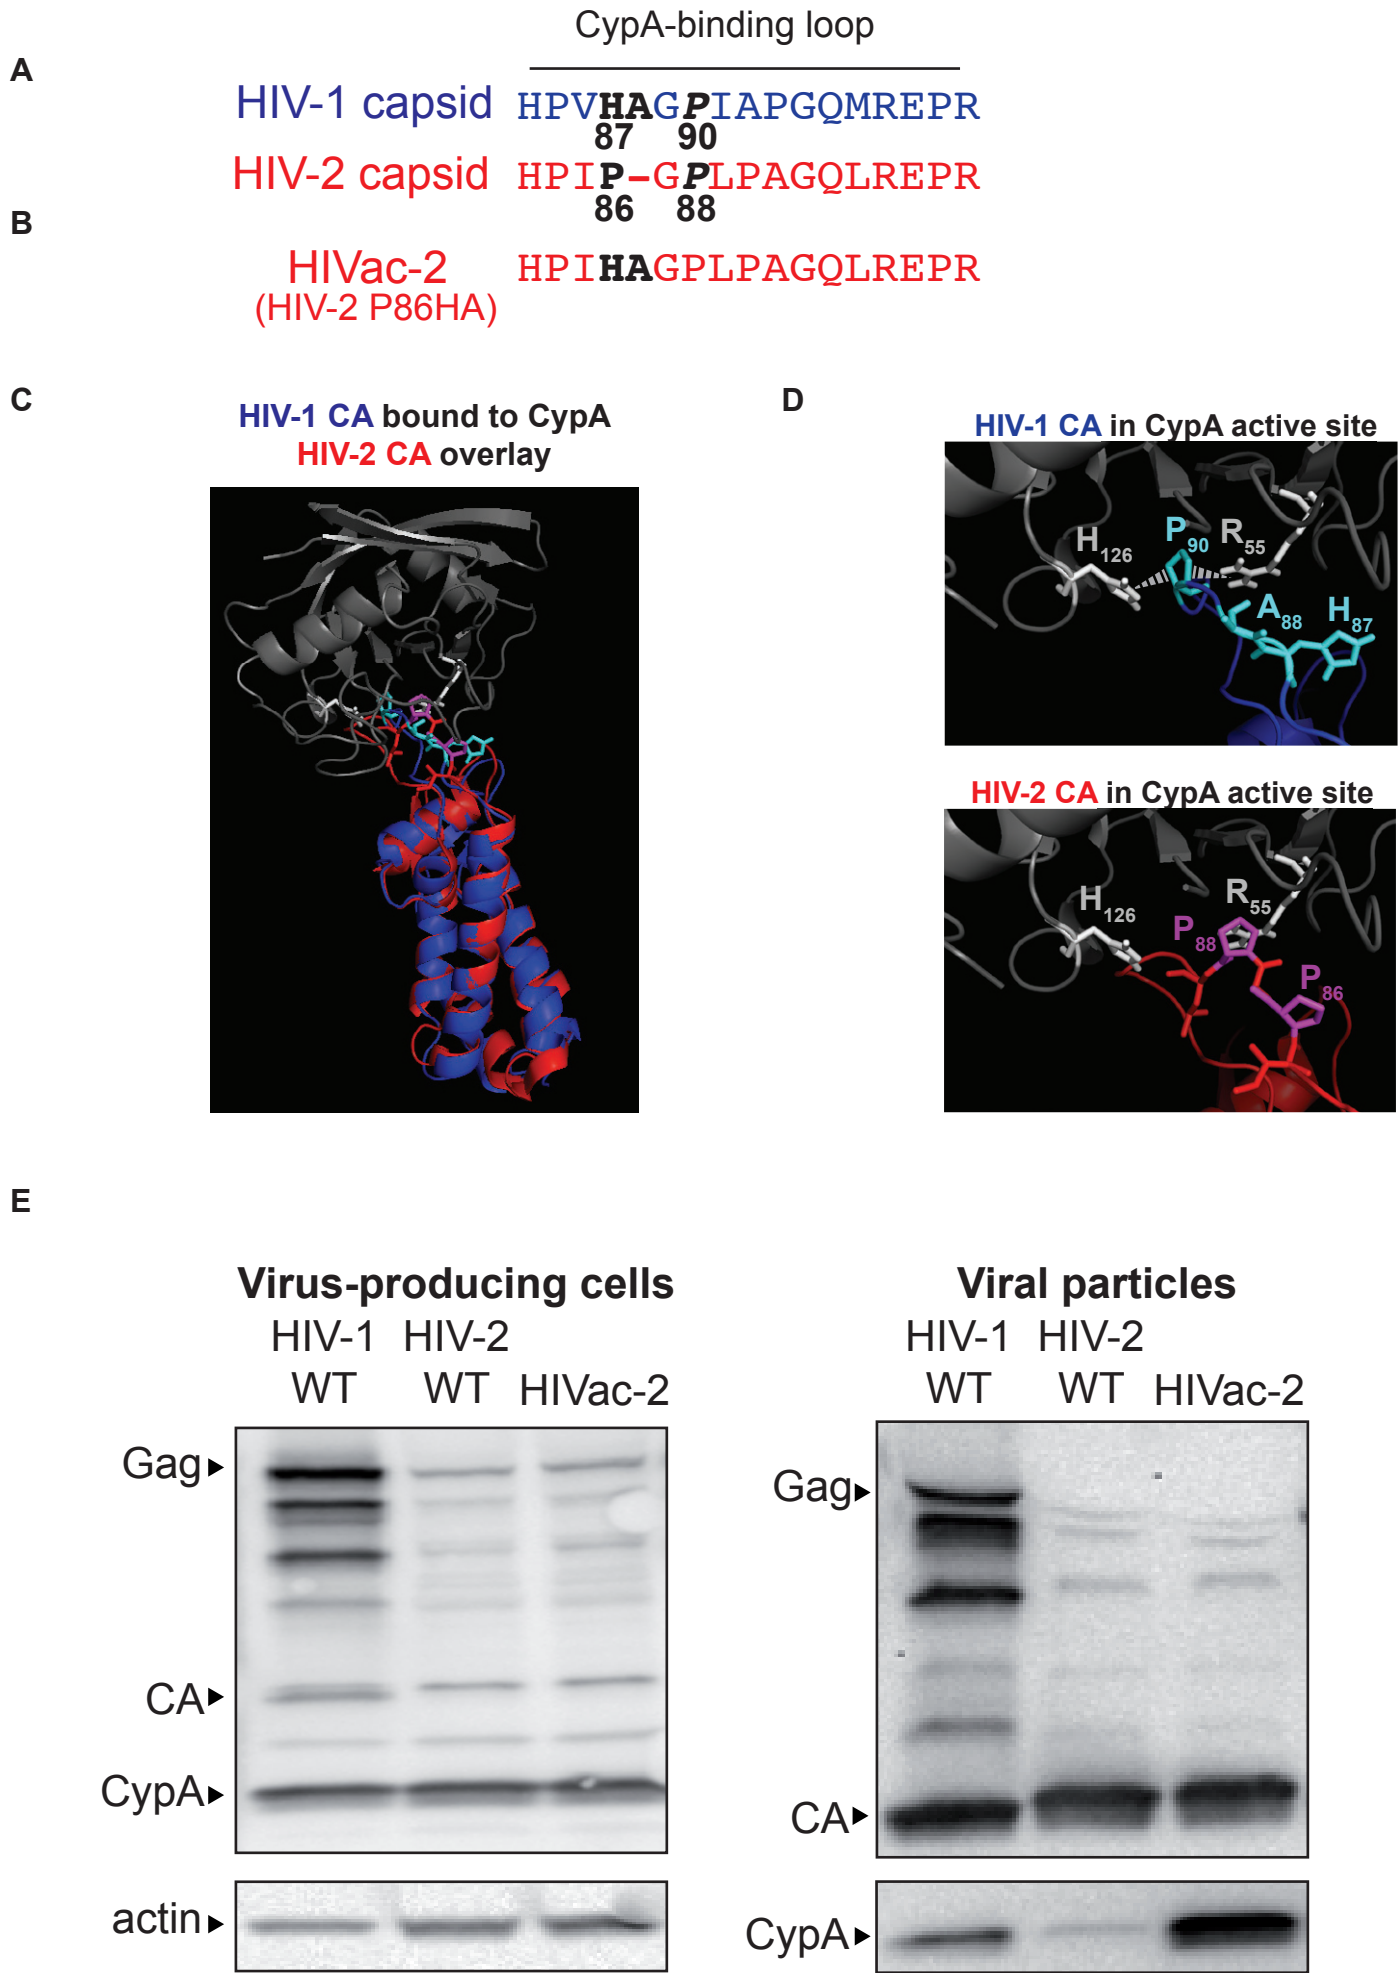 CypA-binding loop
A
HIV-1 capsid HPVHAGPIAPGQMREPR
87 90
HIV-2 capsid HPIP–GPLPAGQLREPR
86 88
B
HIVac-2 HPIHAGPLPAGQLREPR
(HIV-2 P86HA)
C
HIV-1 CA bound to CypA
HIV-2 CA overlay
D
HIV-1 CA in CypA active site
H126 P90 R55
A88 H87
HIV-2 CA in CypA active site
H126 R55
P88
P86
E
Virus-producing cells
HIV-1 HIV-2
WT WT HIVac-2
Gag
CA
CypA
actin
Viral particles
HIV-1 HIV-2
WT WT HIVac-2
Gag
CA
CypA